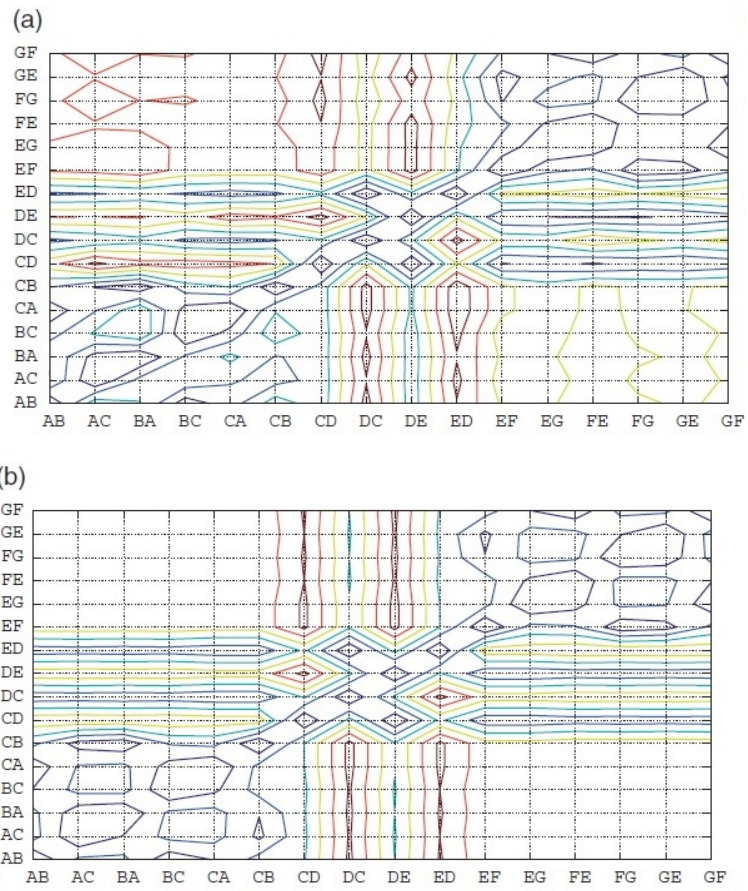 (a)
GF
GE
FG
FE
EG
EF
ED
DE
DC
CD
CB
CA
BC
BA
AC
AB
AB AC BA BC CA CB CD DC DE ED EF EG FE FG GE GF
(b)
GF
GE
FG
FE
EG
EF
ED
DE
DC
CD
CB
CA
BC
BA
AC
AB
AB AC BA BC CA CB CD DC DE ED EF EG FE FG GE GF